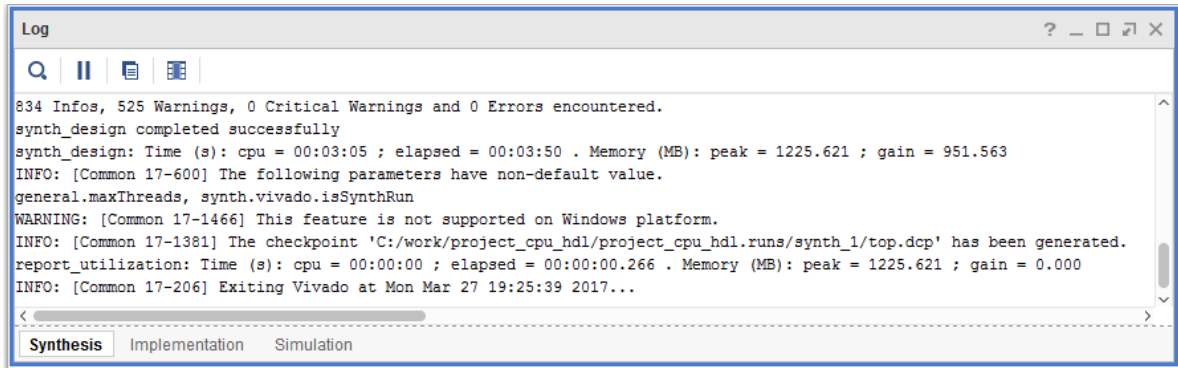 Log
834 Infos, 525 Warnings, 0 Critical Warnings and 0 Errors encountered.
synth_design completed successfully
synth_design: Time (s): cpu = 00:03:05 ; elapsed = 00:03:50 . Memory (MB): peak = 1225.621 ; gain = 951.563
INFO: [Common 17-600] The following parameters have non-default value.
general.maxThreads, synth.vivado.isSynthRun
WARNING: [Common 17-1466] This feature is not supported on Windows platform.
INFO: [Common 17-1381] The checkpoint 'C:/work/project_cpu_hdl/project_cpu_hdl.runs/synth_1/top.dcp' has been generated.
report_utilization: Time (s): cpu = 00:00:00 ; elapsed = 00:00:00.266 . Memory (MB): peak = 1225.621 ; gain = 0.000
INFO: [Common 17-206] Exiting Vivado at Mon Mar 27 19:25:39 2017...
Synthesis Implementation Simulation